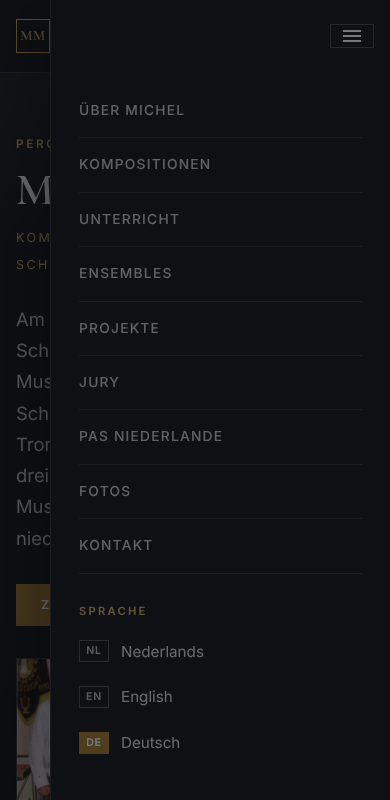 MM
ÜBER MICHEL
KOMPOSITIONEN
UNTERRICHT
ENSEMBLES
PROJEKTE
JURY
PAS NIEDERLANDE
FOTOS
KONTAKT
SPRACHE
NL Nederlands
EN English
DE Deutsch
Am